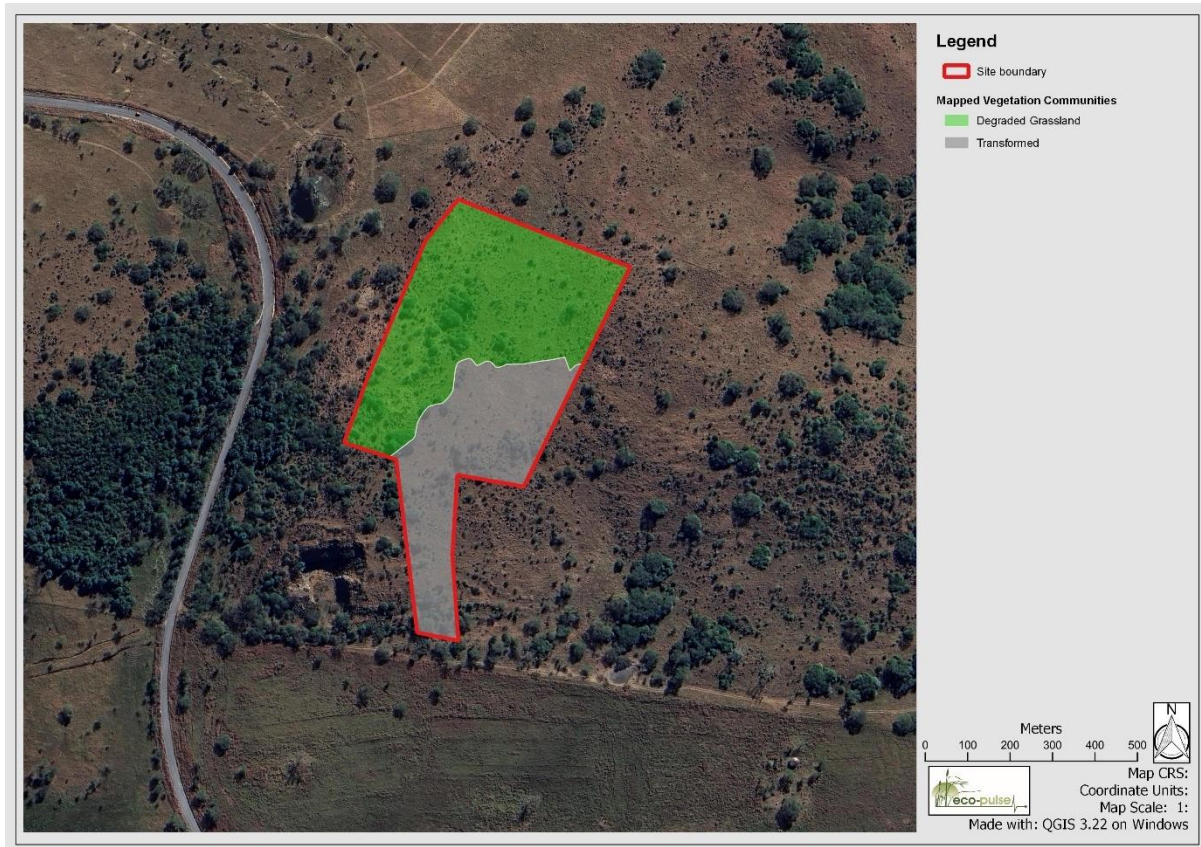 Legend
Site boundary
Mapped Vegetation Communities
Degraded Grassland
Transformed
Meters
0 100 200 300 400 500
N
eco-pulse
Map CRS:
Coordinate Units:
Map Scale: 1:
Made with: QGIS 3.22 on Windows